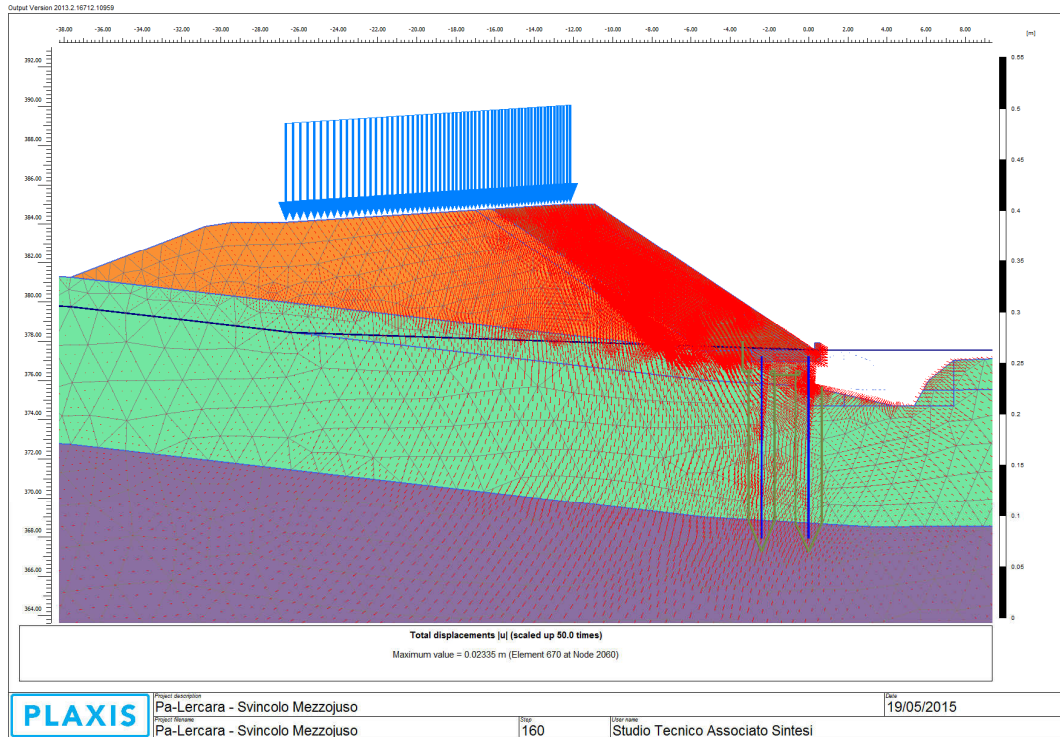 Output Version 2013.2.16712.10959
-38.00 -36.00 -34.00 -32.00 -30.00 -28.00 -26.00 -24.00 -22.00 -20.00 -18.00 -16.00 -14.00 -12.00 -10.00 -8.00 -6.00 -4.00 -2.00 0.00 2.00 4.00 6.00 8.00
[m]
392.00
390.00
388.00
386.00
384.00
382.00
380.00
378.00
376.00
374.00
372.00
370.00
368.00
366.00
364.00
0.55
0.5
0.45
0.4
0.35
0.3
0.25
0.2
0.15
0.1
0.05
0
Total displacements |u| (scaled up 50.0 times)
Maximum value = 0.02335 m (Element 670 at Node 2060)
PLAXIS
Project description
Pa-Lercara - Svincolo Mezzojuso
Date
19/05/2015
Project filename
Pa-Lercara - Svincolo Mezzojuso
Step
160
User name
Studio Tecnico Associato Sintesi